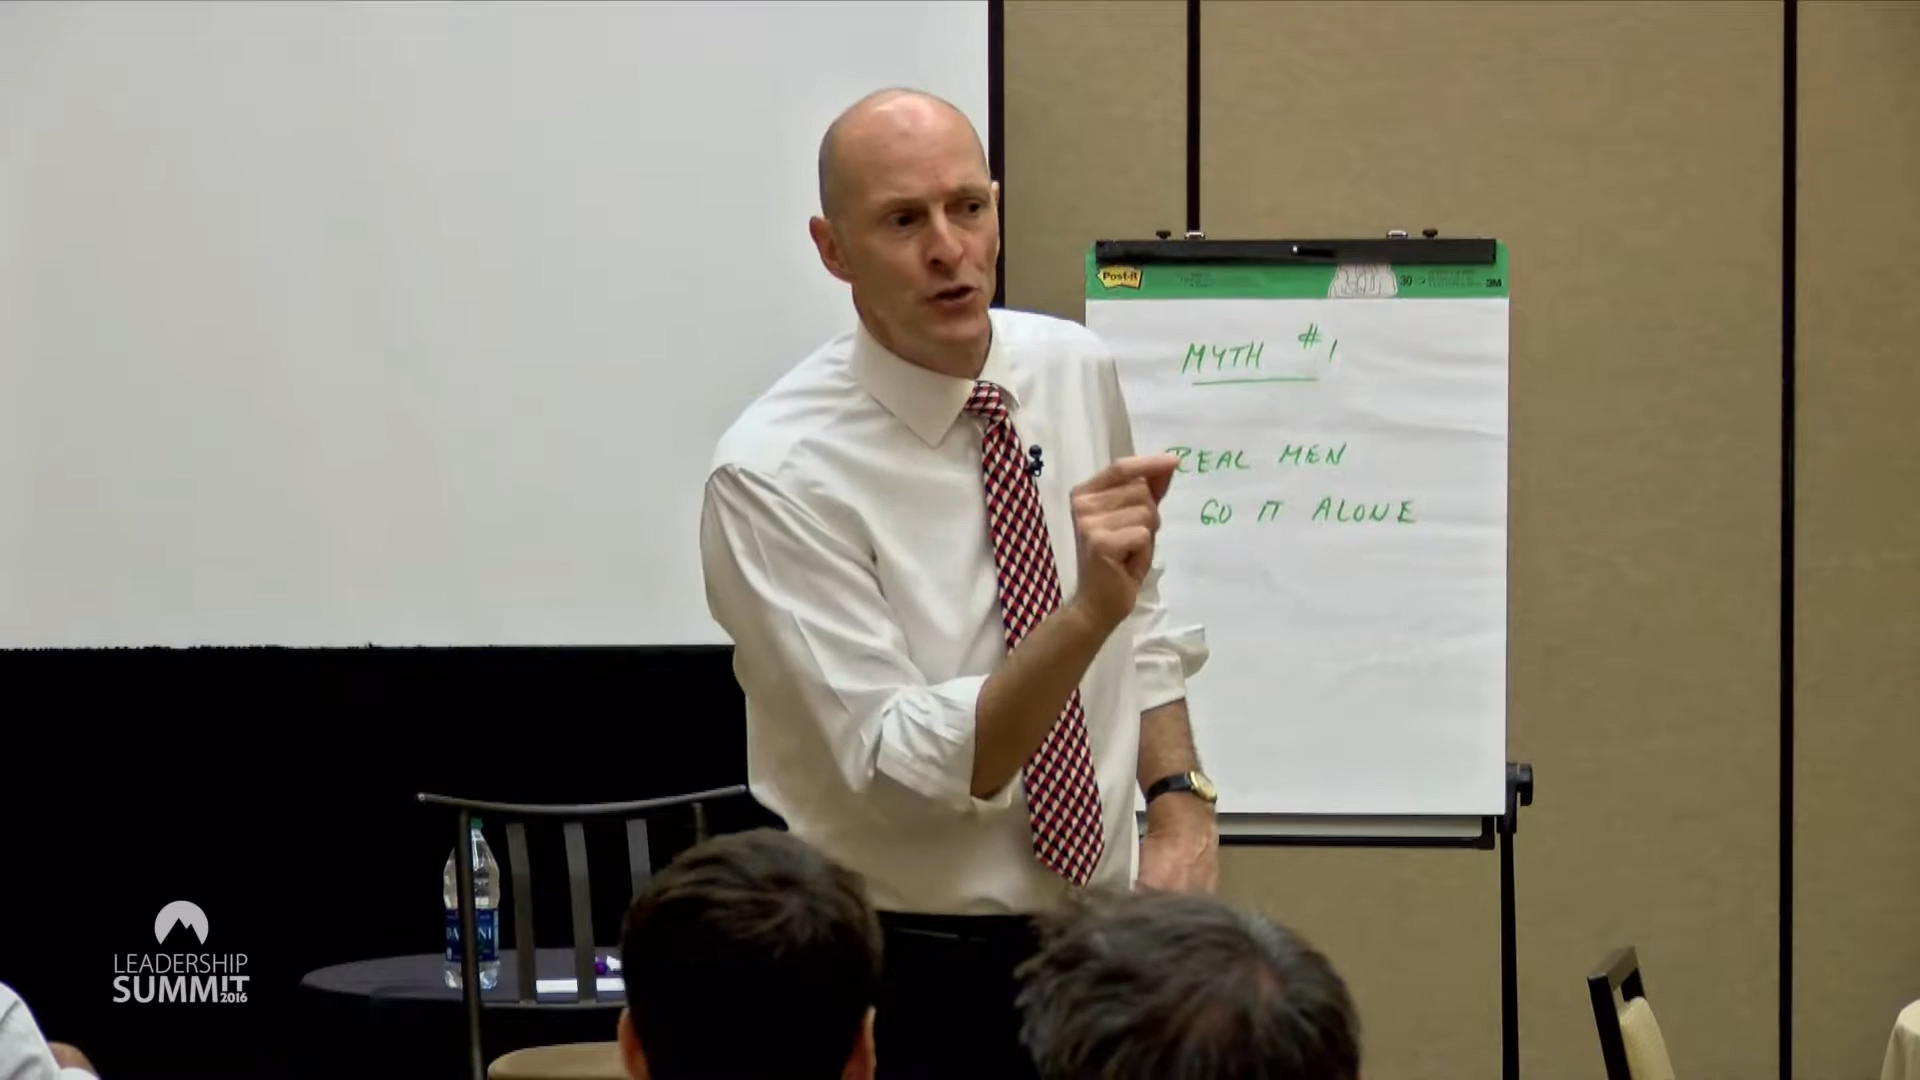 Post-it
30
3M
MYTH #1
REAL MEN
GO IT ALONE
LEADERSHIP
SUMMIT
2016